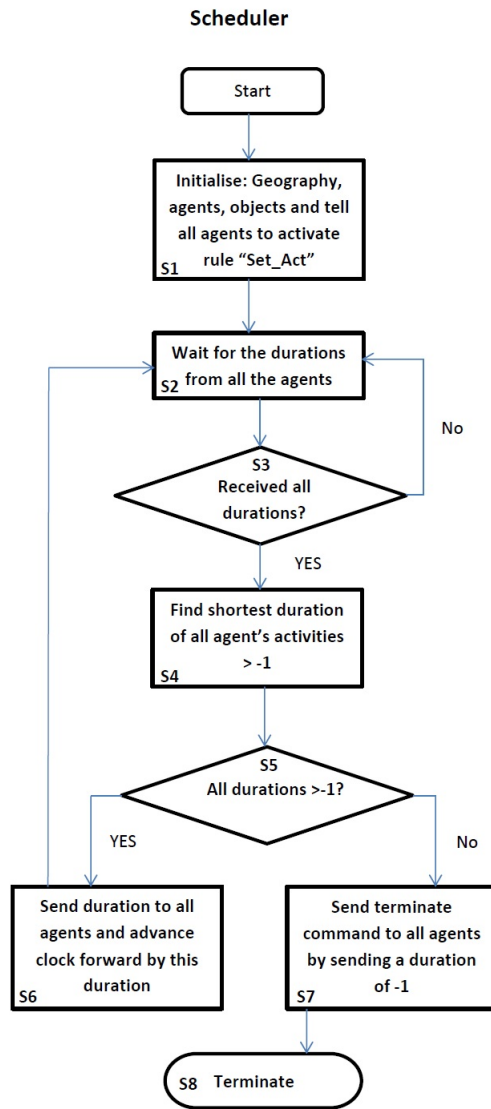 Scheduler
Start
Initialise: Geography,
agents, objects and tell
all agents to activate
rule “Set_Act”
S1
Wait for the durations
from all the agents
S2
No
S3
Received all
durations?
YES
Find shortest duration
of all agent’s activities
> -1
S4
S5
All durations >-1?
YES
No
Send duration to all
agents and advance
clock forward by this
duration
S6
Send terminate
command to all agents
by sending a duration
of -1
S7
S8 Terminate